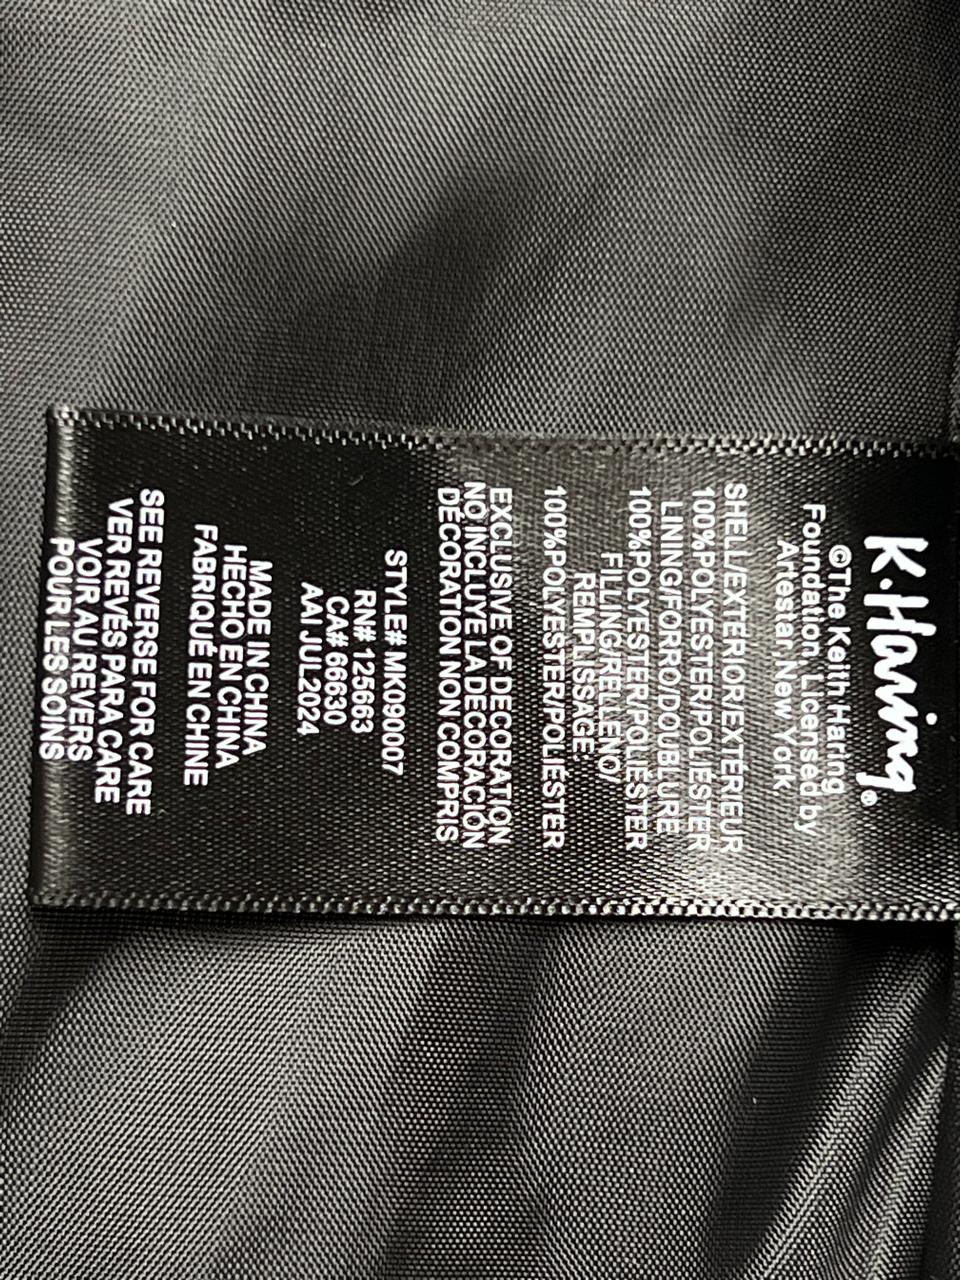 K.Haring®
©The Keith Haring
Foundation, Licensed by
Artestar, New York
SHELL/EXTERIOR/EXTÉRIEUR
100%POLYESTER/POLIÉSTER
LINING/FORRO/DOUBLURE
100%POLYESTER/POLIÉSTER
FILLING/RELLENO/
REMPLISSAGE:
100%POLYESTER/POLIÉSTER
EXCLUSIVE OF DECORATION
NO INCLUYE LA DECORACIÓN
DÉCORATION NON COMPRIS
STYLE# MK090007
RN# 125663
CA# 66630
AAI JUL2024
MADE IN CHINA
HECHO EN CHINA
FABRIQUÉ EN CHINE
SEE REVERSE FOR CARE
VER REVÉS PARA CARE
VOIR AU REVERS
POUR LES SOINS